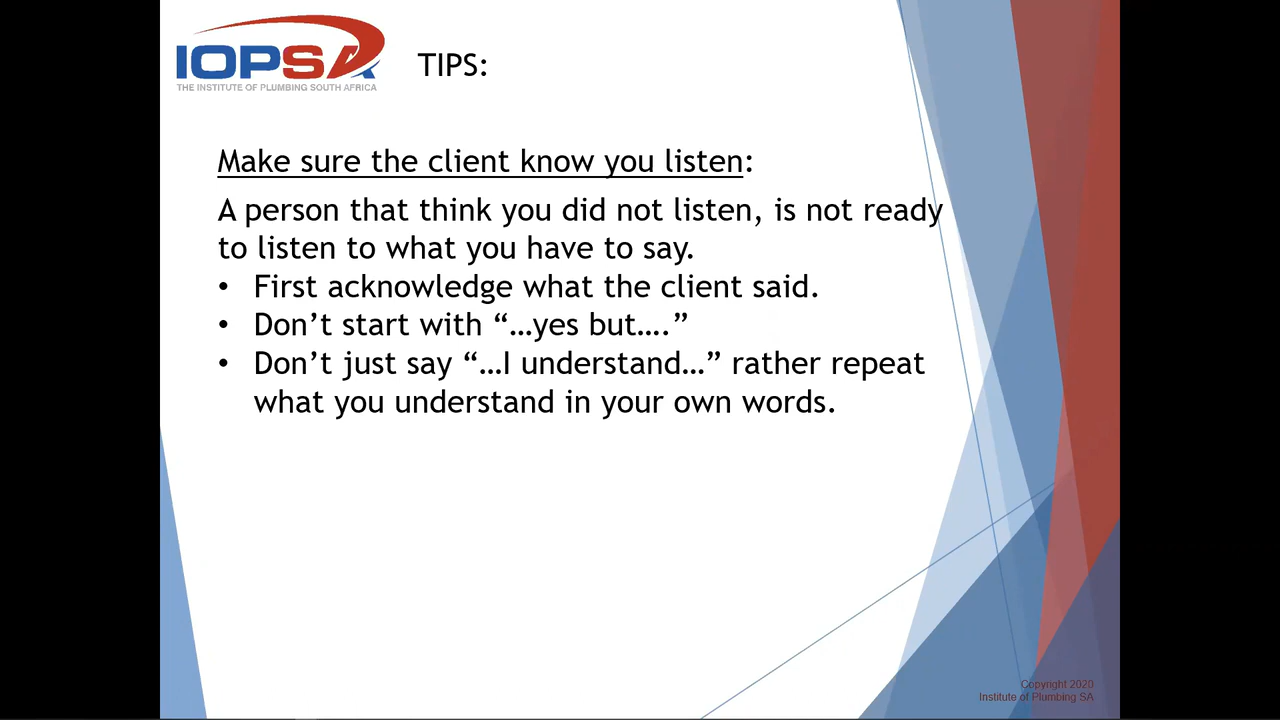 IOPSA
THE INSTITUTE OF PLUMBING SOUTH AFRICA
TIPS:
Make sure the client know you listen:
A person that think you did not listen, is not ready
to listen to what you have to say.
• First acknowledge what the client said.
• Don’t start with “…yes but….”
• Don’t just say “…I understand…” rather repeat
what you understand in your own words.
Copyright 2020
Institute of Plumbing SA